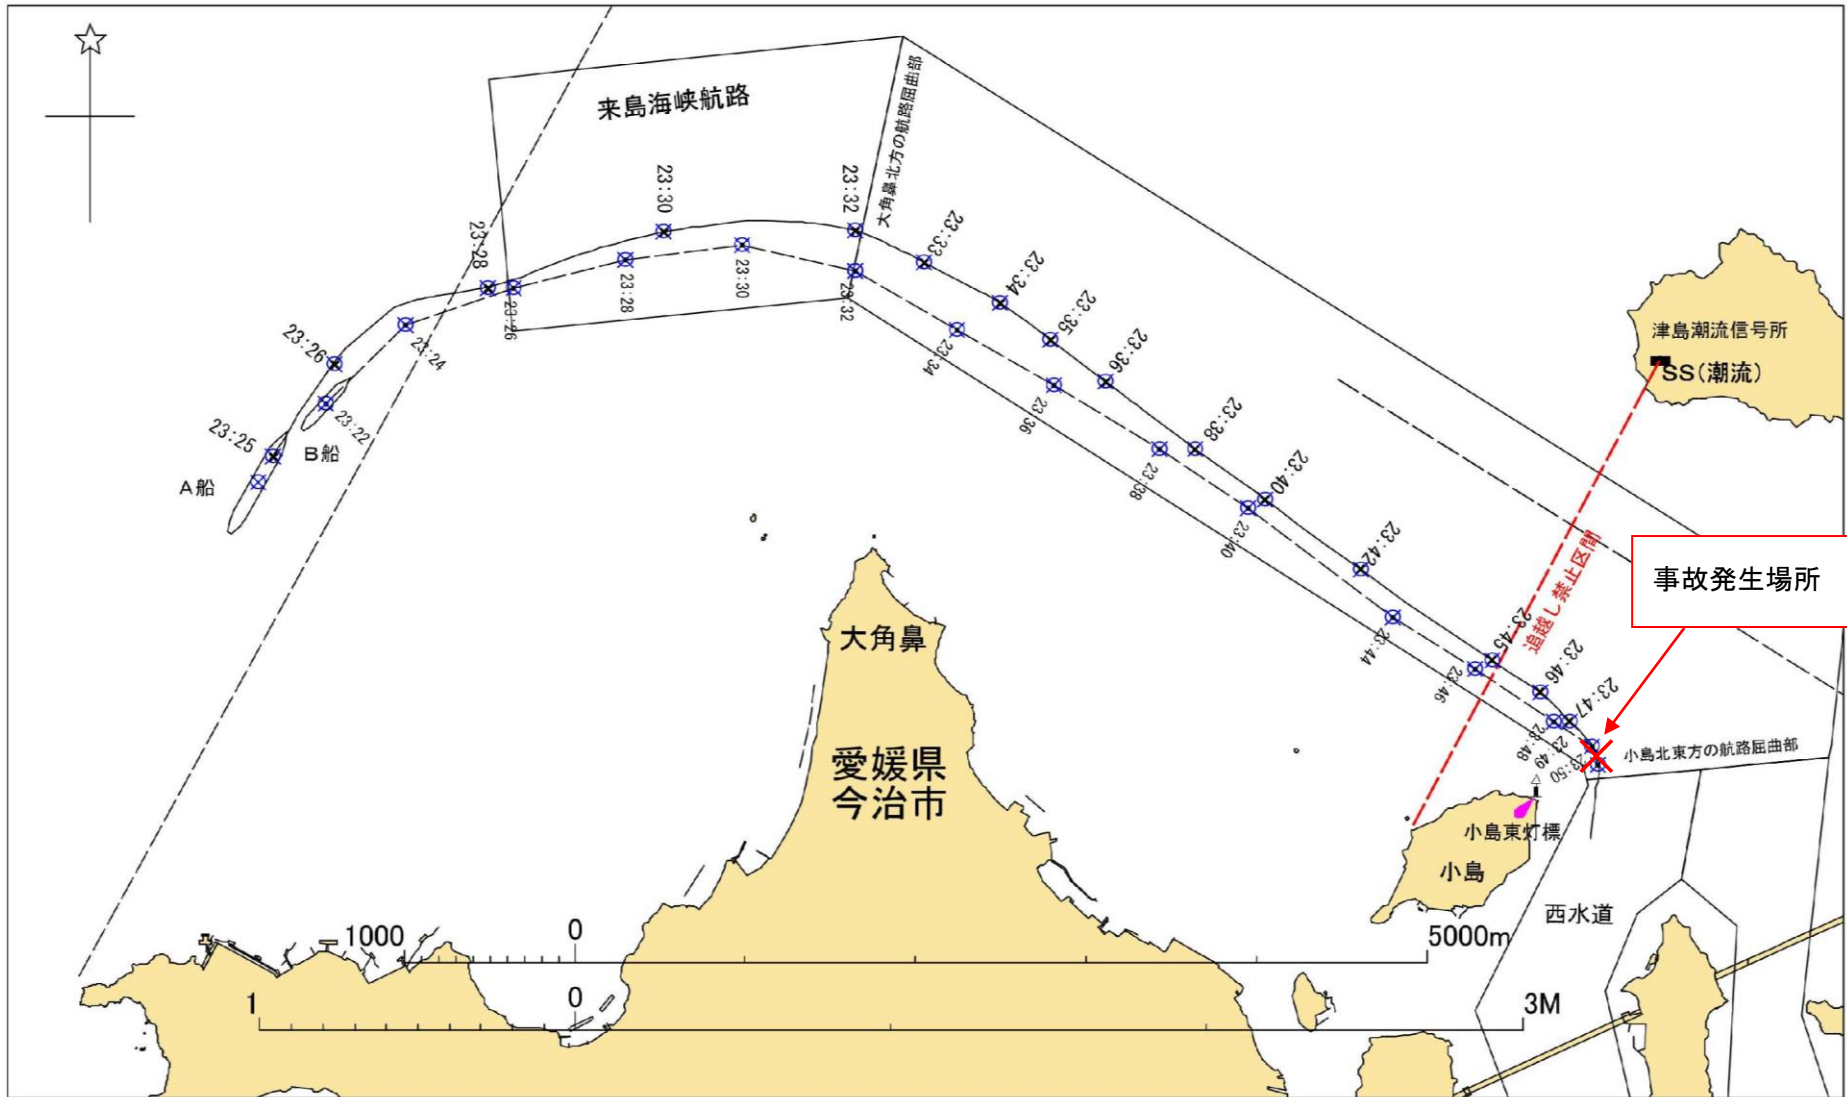 来島海峡航路
大角鼻北方の航路屈曲部
23:30
23:32
23:28
23:33
23:34
23:35
23:36
23:26
23:24
23:26
23:28
23:30
23:32
23:34
23:36
23:38
23:25
23:22
B船
A船
23:38
23:40
23:40
23:42
23:44
23:45
23:46
23:46
23:47
23:48
23:49
23:50
津島潮流信号所
SS(潮流)
追越し禁止区間
事故発生場所
小島北東方の航路屈曲部
大角鼻
愛媛県
今治市
小島東灯標
小島
西水道
1000
0
5000m
1
0
3M